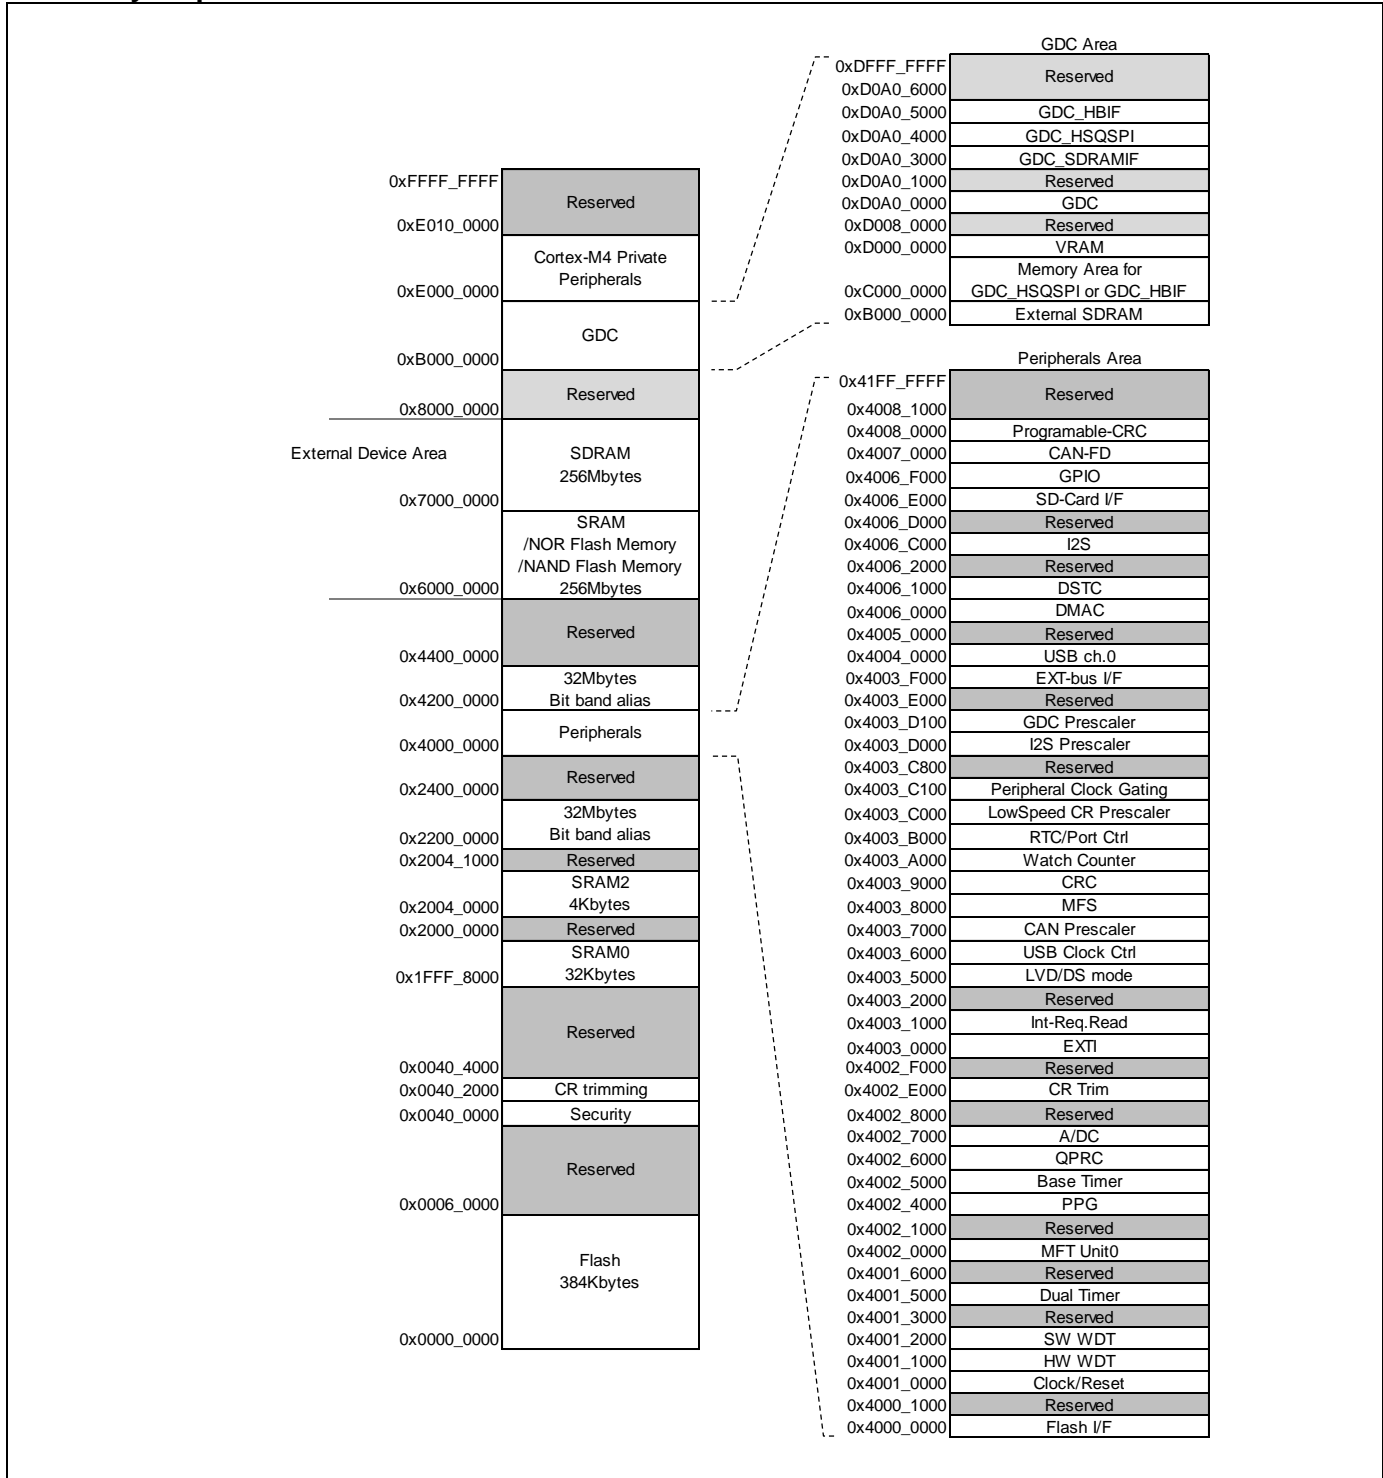 0xFFFF_FFFF
Reserved
0xE010_0000
Cortex-M4 Private
Peripherals
0xE000_0000
GDC
0xB000_0000
Reserved
0x8000_0000
External Device Area
SDRAM
256Mbytes
0x7000_0000
SRAM
/NOR Flash Memory
/NAND Flash Memory
0x6000_0000 256Mbytes
Reserved
0x4400_0000
32Mbytes
0x4200_0000 Bit band alias
Peripherals
0x4000_0000
Reserved
0x2400_0000
32Mbytes
0x2200_0000 Bit band alias
0x2004_1000 Reserved
SRAM2
0x2004_0000 4Kbytes
0x2000_0000 Reserved
SRAM0
0x1FFF_8000 32Kbytes
Reserved
0x0040_4000
0x0040_2000 CR trimming
0x0040_0000 Security
Reserved
0x0006_0000
Flash
384Kbytes
0x0000_0000
GDC Area
0xDFFF_FFFF
Reserved
0xD0A0_6000
0xD0A0_5000 GDC_HBIF
0xD0A0_4000 GDC_HSQSPI
0xD0A0_3000 GDC_SDRAMIF
0xD0A0_1000 Reserved
0xD0A0_0000 GDC
0xD008_0000 Reserved
0xD000_0000 VRAM
Memory Area for
0xC000_0000 GDC_HSQSPI or GDC_HBIF
0xB000_0000 External SDRAM
Peripherals Area
0x41FF_FFFF
Reserved
0x4008_1000
0x4008_0000 Programable-CRC
0x4007_0000 CAN-FD
0x4006_F000 GPIO
0x4006_E000 SD-Card I/F
0x4006_D000 Reserved
0x4006_C000 I2S
0x4006_2000 Reserved
0x4006_1000 DSTC
0x4006_0000 DMAC
0x4005_0000 Reserved
0x4004_0000 USB ch.0
0x4003_F000 EXT-bus I/F
0x4003_E000 Reserved
0x4003_D100 GDC Prescaler
0x4003_D000 I2S Prescaler
0x4003_C800 Reserved
0x4003_C100 Peripheral Clock Gating
0x4003_C000 LowSpeed CR Prescaler
0x4003_B000 RTC/Port Ctrl
0x4003_A000 Watch Counter
0x4003_9000 CRC
0x4003_8000 MFS
0x4003_7000 CAN Prescaler
0x4003_6000 USB Clock Ctrl
0x4003_5000 LVD/DS mode
0x4003_2000 Reserved
0x4003_1000 Int-Req.Read
0x4003_0000 EXTI
0x4002_F000 Reserved
0x4002_E000 CR Trim
0x4002_8000 Reserved
0x4002_7000 A/DC
0x4002_6000 QPRC
0x4002_5000 Base Timer
0x4002_4000 PPG
0x4002_1000 Reserved
0x4002_0000 MFT Unit0
0x4001_6000 Reserved
0x4001_5000 Dual Timer
0x4001_3000 Reserved
0x4001_2000 SW WDT
0x4001_1000 HW WDT
0x4001_0000 Clock/Reset
0x4000_1000 Reserved
0x4000_0000 Flash I/F